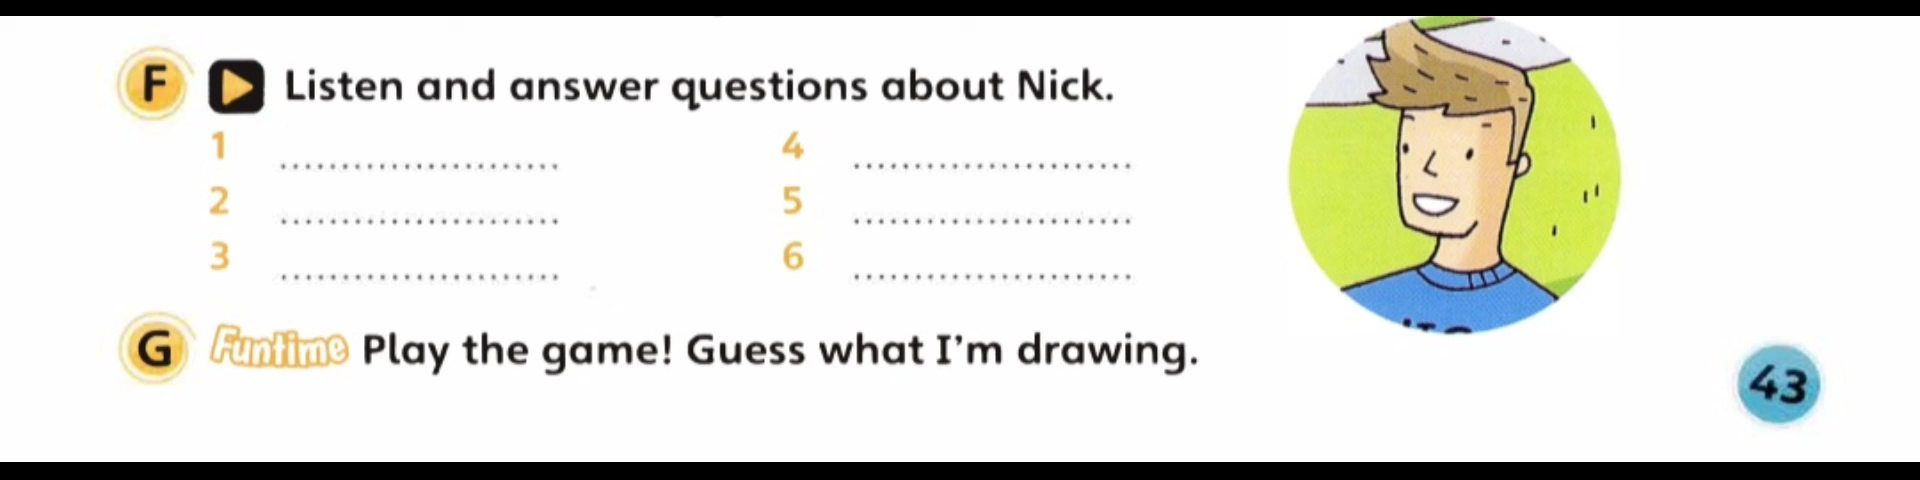 F Listen and answer questions about Nick.
1 ........................ 4 ........................
2 ........................ 5 ........................
3 ........................ 6 ........................
G Funtime Play the game! Guess what I'm drawing.
43